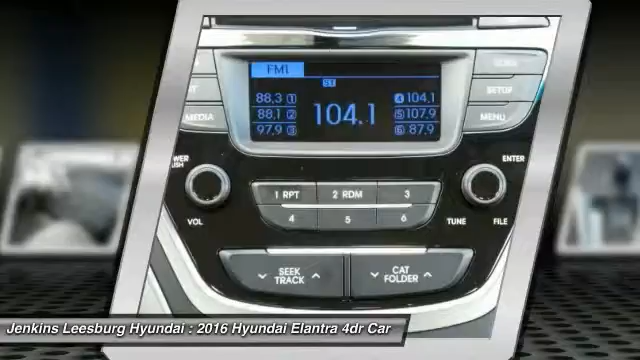 FM1
ST
88.3 1
88.1 2
97.9 3
104.1
4 104.1
5 107.9
6 87.9
SETUP
MEDIA
MENU
ENTER
VOL
1 RPT
2 RDM
3
4
5
6
TUNE
FILE
SEEK
TRACK
CAT
FOLDER
Jenkins Leesburg Hyundai : 2016 Hyundai Elantra 4dr Car